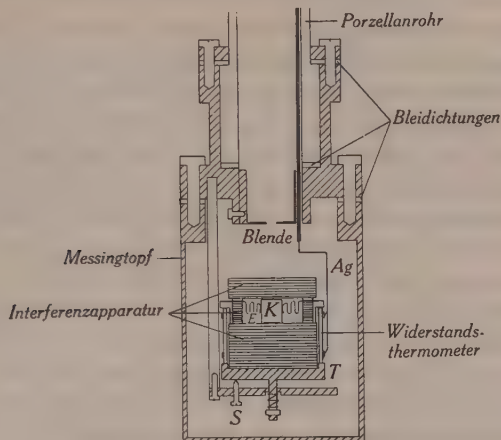 Porzellanrohr
Bleidichtungen
Blende
Messingtopf
Ag
Interferenzapparatur
E
K
Widerstands-
thermometer
T
S